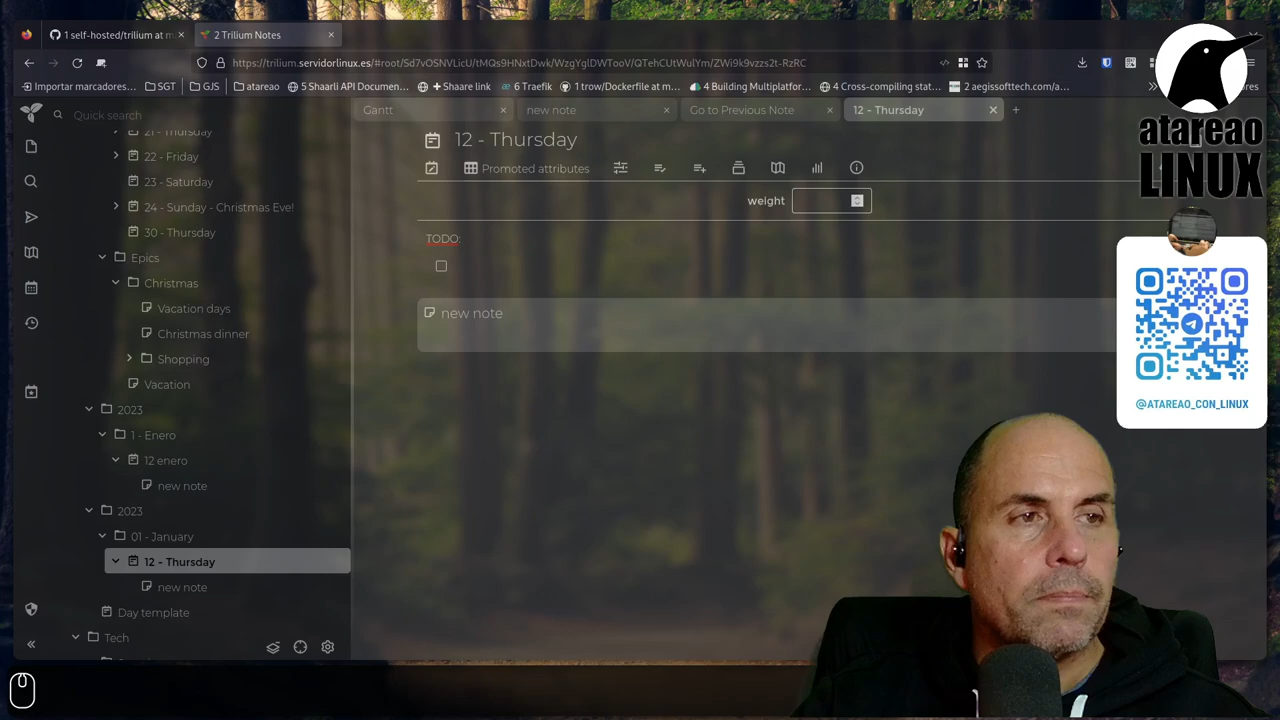 1 self-hosted/trilium at m
2 Trilium Notes
https://trilium.servidorlinux.es/#root/Sd7vOSNVLicU/tMQs9HNxtDwk/WzgYglDWTooV/QTehCUtWulYm/ZWi9k9vzzs2t-RzRC
Importar marcadores… SGT GJS atareao 5 Shaarli API Documen… + Shaare link 6 Traefik 1 trow/Dockerfile at m… 4 Building Multiplatfor… 4 Cross-compiling stat… 2 aegissofttech.com/a… ores
Quick search
Gantt
new note
Go to Previous Note
12 - Thursday
12 - Thursday
Promoted attributes
weight
TODO:
new note
21 - Thursday
22 - Friday
23 - Saturday
24 - Sunday - Christmas Eve!
30 - Thursday
Epics
Christmas
Vacation days
Christmas dinner
Shopping
Vacation
2023
1 - Enero
12 enero
new note
2023
01 - January
12 - Thursday
new note
Day template
Tech
atareao
LINUX
@ATAREAO_CON_LINUX